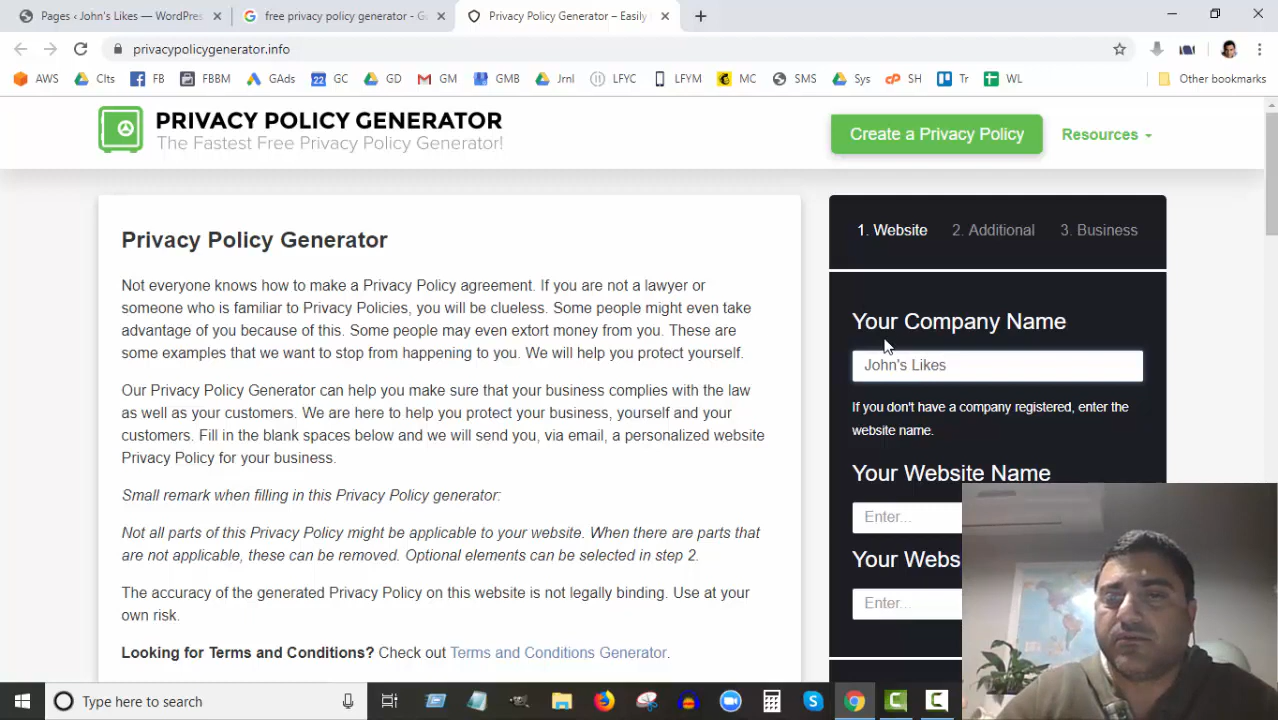 Pages ‹ John's Likes — WordPres
free privacy policy generator - G
Privacy Policy Generator – Easily
privacypolicygenerator.info
AWS
Clts
FB
FBBM
GAds
22 GC
GD
GM
GMB
Jrnl
LFYC
LFYM
MC
SMS
Sys
cP SH
Tr
WL
Other bookmarks
PRIVACY POLICY GENERATOR
The Fastest Free Privacy Policy Generator!
Create a Privacy Policy
Resources
Privacy Policy Generator
Not everyone knows how to make a Privacy Policy agreement. If you are not a lawyer or
someone who is familiar to Privacy Policies, you will be clueless. Some people might even take
advantage of you because of this. Some people may even extort money from you. These are
some examples that we want to stop from happening to you. We will help you protect yourself.
Our Privacy Policy Generator can help you make sure that your business complies with the law
as well as your customers. We are here to help you protect your business, yourself and your
customers. Fill in the blank spaces below and we will send you, via email, a personalized website
Privacy Policy for your business.
Small remark when filling in this Privacy Policy generator:
Not all parts of this Privacy Policy might be applicable to your website. When there are parts that
are not applicable, these can be removed. Optional elements can be selected in step 2.
The accuracy of the generated Privacy Policy on this website is not legally binding. Use at your
own risk.
Looking for Terms and Conditions? Check out Terms and Conditions Generator.
1. Website
2. Additional
3. Business
Your Company Name
John's Likes
If you don't have a company registered, enter the
website name.
Your Website Name
Enter...
Your Webs
Enter...
Type here to search